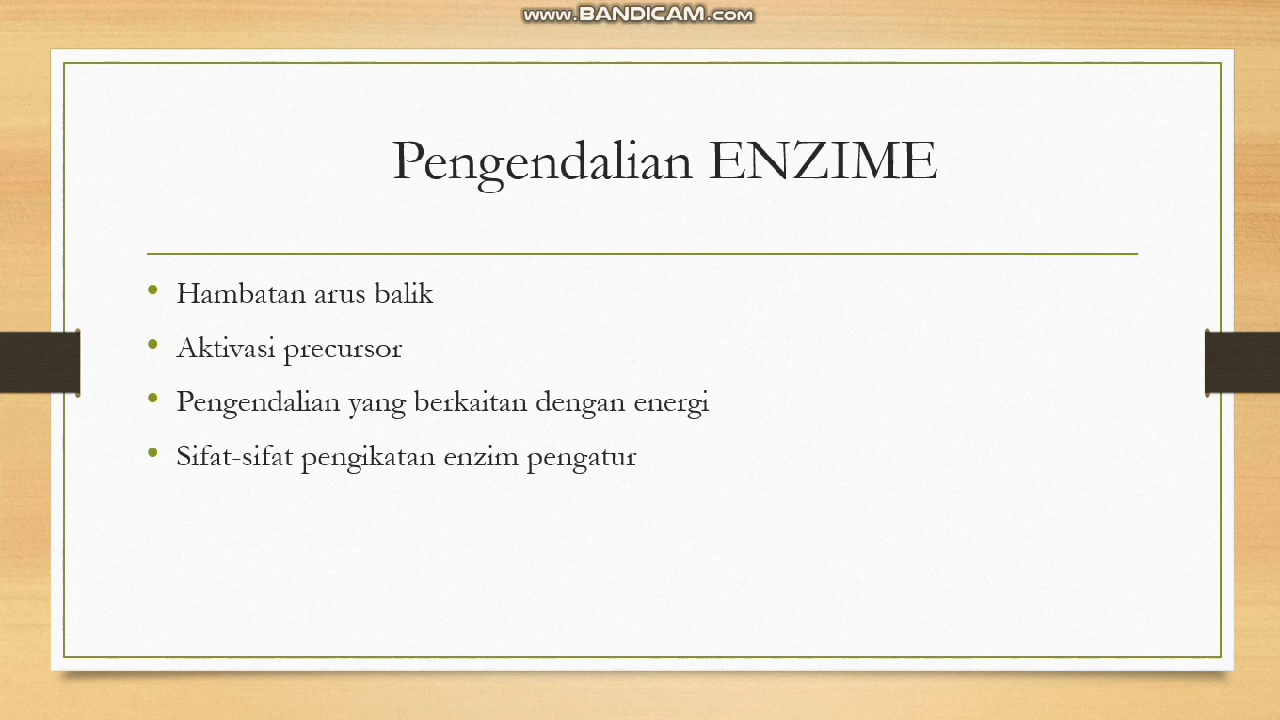 www.BANDICAM.com
Pengendalian ENZIME
• Hambatan arus balik
• Aktivasi precursor
• Pengendalian yang berkaitan dengan energi
• Sifat-sifat pengikatan enzim pengatur